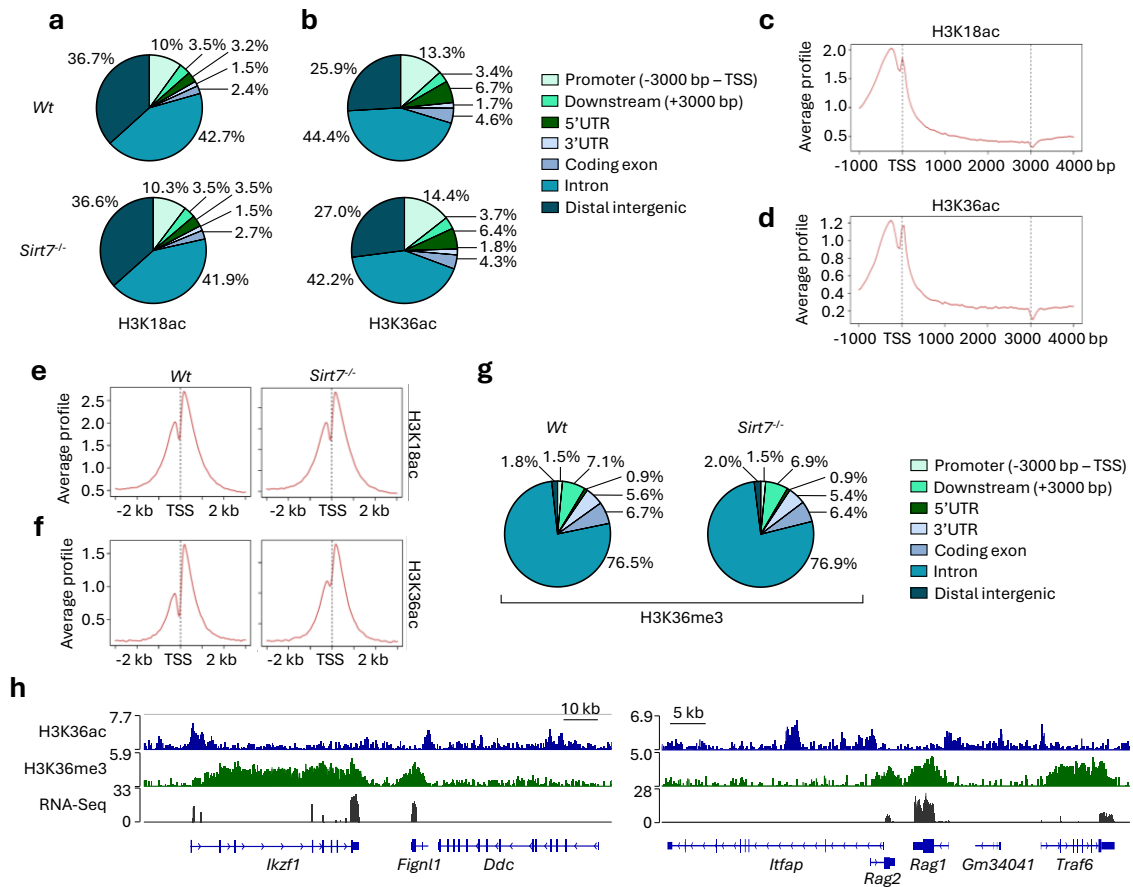 a
b
c
H3K18ac
Average profile
2.0
1.5
1.0
0.5
-1000 TSS 1000 2000 3000 4000 bp
d
H3K36ac
Average profile
1.2
1.0
0.8
0.6
0.4
0.2
-1000 TSS 1000 2000 3000 4000 bp
Wt
36.7%
10%
3.5%
3.2%
1.5%
2.4%
42.7%
25.9%
13.3%
3.4%
6.7%
1.7%
4.6%
44.4%
Promoter (-3000 bp – TSS)
Downstream (+3000 bp)
5'UTR
3'UTR
Coding exon
Intron
Distal intergenic
Sirt7-/-
36.6%
10.3%
3.5%
3.5%
1.5%
2.7%
41.9%
H3K18ac
27.0%
14.4%
3.7%
6.4%
1.8%
4.3%
42.2%
H3K36ac
e
Wt
Sirt7-/-
Average profile
2.5
2.0
1.5
1.0
0.5
-2 kb TSS 2 kb
-2 kb TSS 2 kb
H3K18ac
f
Average profile
1.5
1.0
0.5
-2 kb TSS 2 kb
-2 kb TSS 2 kb
H3K36ac
g
Wt
1.8%
1.5%
7.1%
0.9%
5.6%
6.7%
76.5%
Sirt7-/-
2.0%
1.5%
6.9%
0.9%
5.4%
6.4%
76.9%
H3K36me3
Promoter (-3000 bp – TSS)
Downstream (+3000 bp)
5'UTR
3'UTR
Coding exon
Intron
Distal intergenic
h
7.7
10 kb
H3K36ac
5.9
H3K36me3
33
RNA-Seq
0
Ikzf1
Fignl1
Ddc
6.9
5 kb
5.0
28
0
Itfap
Rag2
Rag1
Gm34041
Traf6